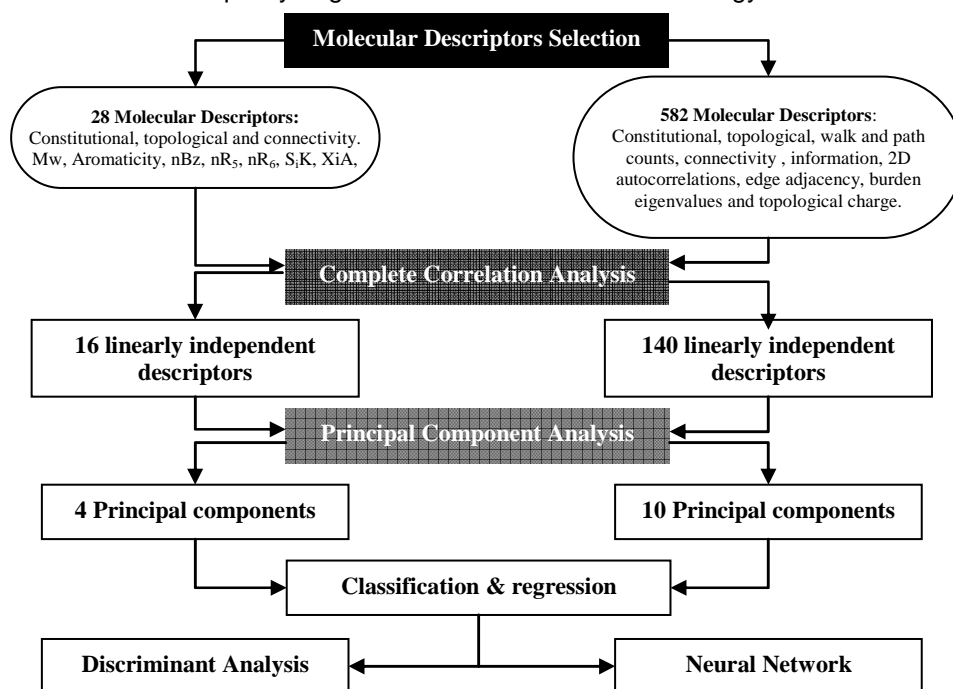 Molecular Descriptors Selection
28 Molecular Descriptors:
Constitutional, topological and connectivity.
Mw, Aromaticity, nBz, nR5, nR6, SiK, XiA,
582 Molecular Descriptors:
Constitutional, topological, walk and path
counts, connectivity , information, 2D
autocorrelations, edge adjacency, burden
eigenvalues and topological charge.
Complete Correlation Analysis
16 linearly independent
descriptors
140 linearly independent
descriptors
Principal Component Analysis
4 Principal components
10 Principal components
Classification & regression
Discriminant Analysis
Neural Network